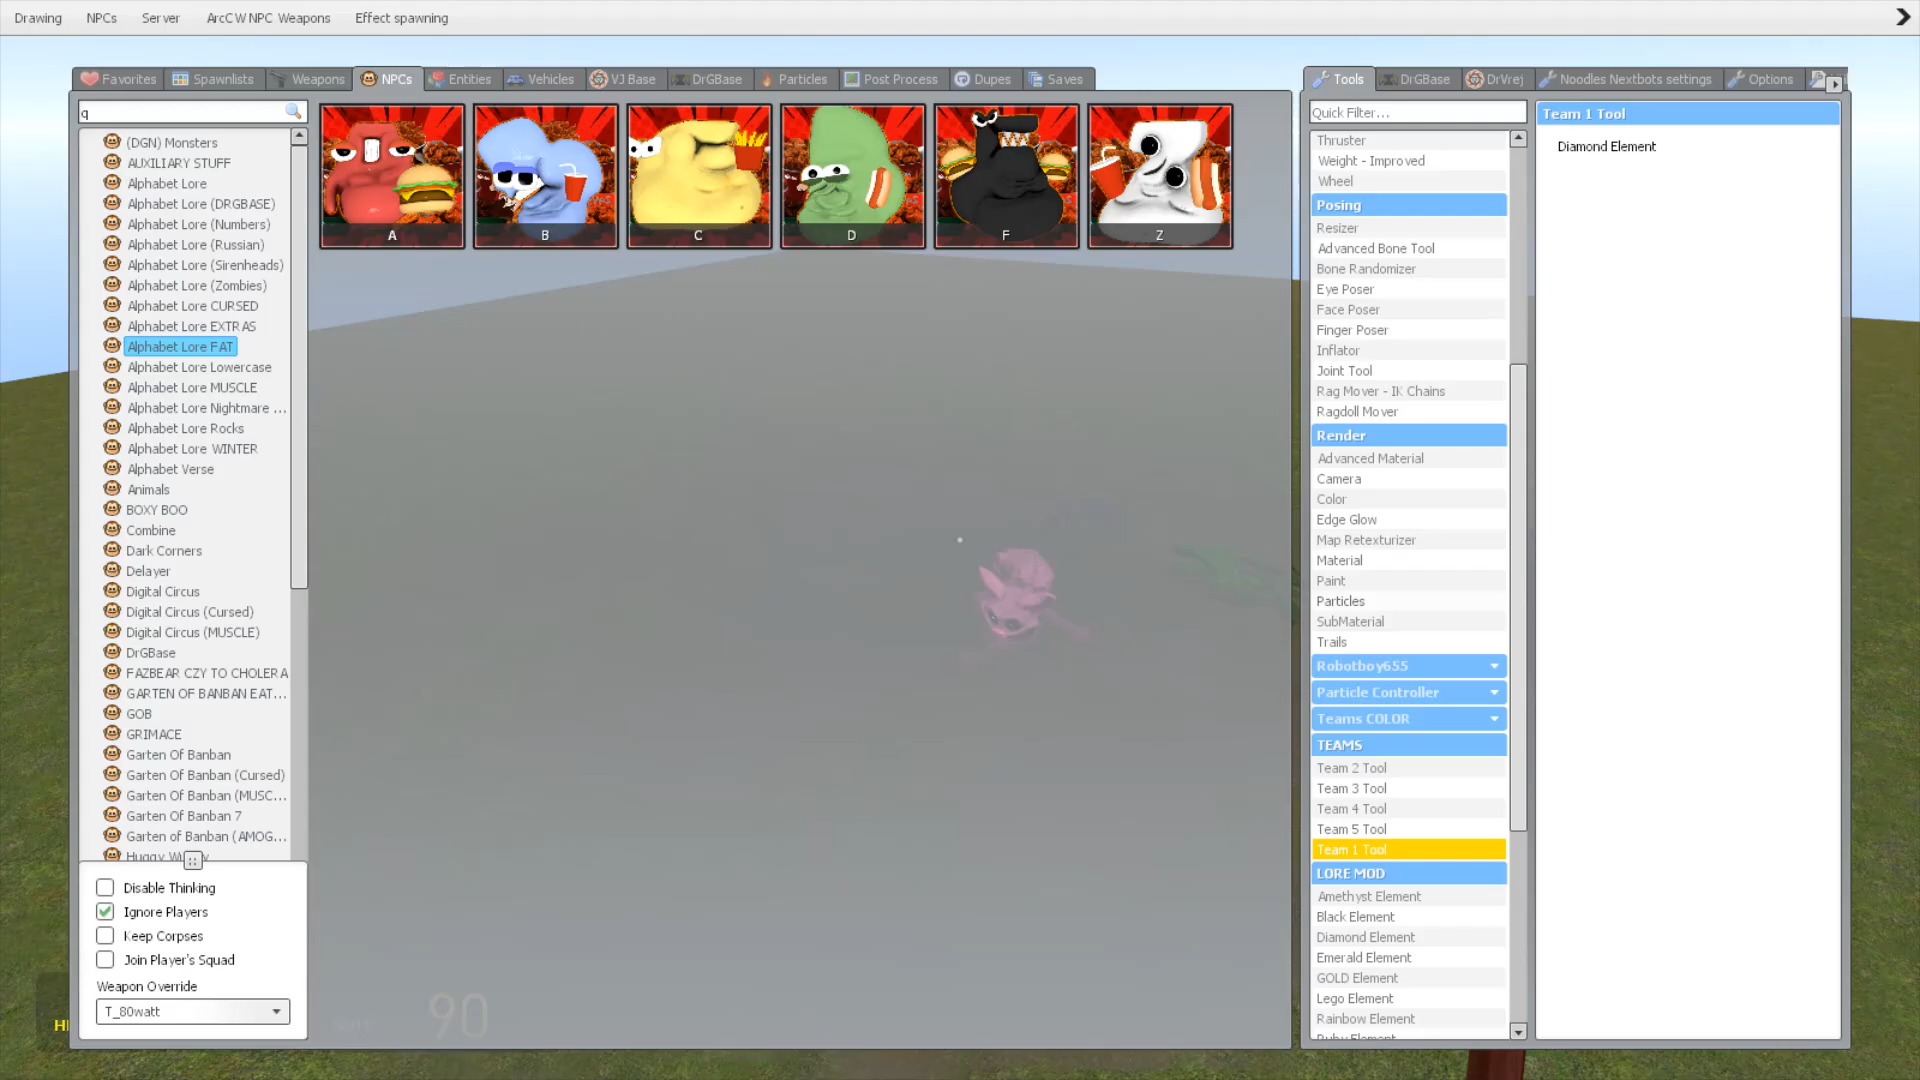 Drawing NPCs Server ArcCW NPC Weapons Effect spawning
Favorites Spawnlists Weapons NPCs Entities Vehicles VJ Base DrGBase Particles Post Process Dupes Saves
q
(DGN) Monsters
AUXILIARY STUFF
Alphabet Lore
Alphabet Lore (DRGBASE)
Alphabet Lore (Numbers)
Alphabet Lore (Russian)
Alphabet Lore (Sirenheads)
Alphabet Lore (Zombies)
Alphabet Lore CURSED
Alphabet Lore EXTRAS
Alphabet Lore FAT
Alphabet Lore Lowercase
Alphabet Lore MUSCLE
Alphabet Lore Nightmare ...
Alphabet Lore Rocks
Alphabet Lore WINTER
Alphabet Verse
Animals
BOXY BOO
Combine
Dark Corners
Delayer
Digital Circus
Digital Circus (Cursed)
Digital Circus (MUSCLE)
DrGBase
FAZBEAR CZY TO CHOLERA
GARTEN OF BANBAN EAT...
GOB
GRIMACE
Garten Of Banban
Garten Of Banban (Cursed)
Garten Of Banban (MUSC...
Garten Of Banban 7
Garten of Banban (AMOG...
Huggy Wuggy
Disable Thinking
Ignore Players
Keep Corpses
Join Player's Squad
Weapon Override
T_80watt
A B C D F Z
90
Tools DrGBase DrVrej Noodles Nextbots settings Options
Quick Filter...
Thruster
Weight - Improved
Wheel
Posing
Resizer
Advanced Bone Tool
Bone Randomizer
Eye Poser
Face Poser
Finger Poser
Inflator
Joint Tool
Rag Mover - IK Chains
Ragdoll Mover
Render
Advanced Material
Camera
Color
Edge Glow
Map Retexturizer
Material
Paint
Particles
SubMaterial
Trails
Robotboy655
Particle Controller
Teams COLOR
TEAMS
Team 2 Tool
Team 3 Tool
Team 4 Tool
Team 5 Tool
Team 1 Tool
LORE MOD
Amethyst Element
Black Element
Diamond Element
Emerald Element
GOLD Element
Lego Element
Rainbow Element
Ruby Element
Team 1 Tool
Diamond Element